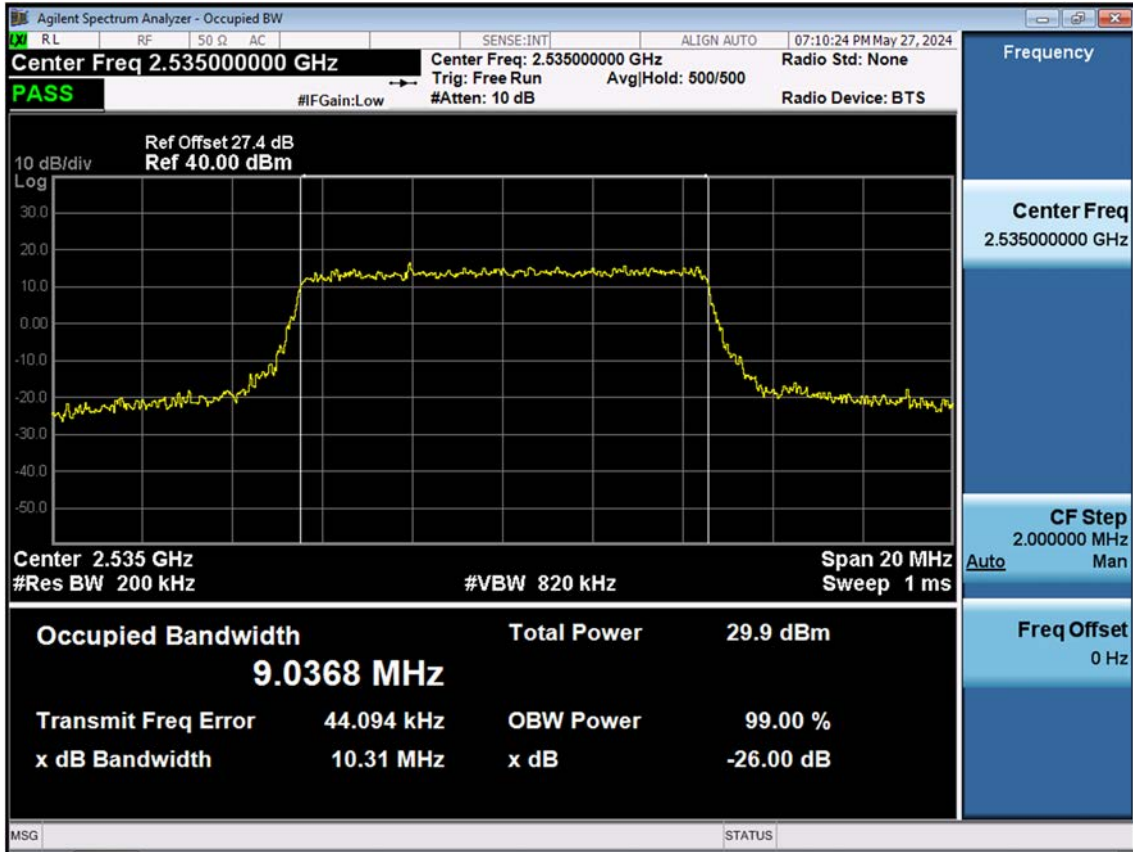 Agilent Spectrum Analyzer - Occupied BW
LXI RL RF 50 Ω AC SENSE:INT ALIGN AUTO 07:10:24 PM May 27, 2024
Center Freq 2.535000000 GHz
Center Freq: 2.535000000 GHz Radio Std: None
Trig: Free Run Avg|Hold: 500/500
PASS
#IFGain:Low #Atten: 10 dB Radio Device: BTS
Ref Offset 27.4 dB
10 dB/div Ref 40.00 dBm
Log
30.0
20.0
10.0
0.00
-10.0
-20.0
-30.0
-40.0
-50.0
Center 2.535 GHz Span 20 MHz
#Res BW 200 kHz #VBW 820 kHz Sweep 1 ms
Occupied Bandwidth Total Power 29.9 dBm
9.0368 MHz
Transmit Freq Error 44.094 kHz OBW Power 99.00 %
x dB Bandwidth 10.31 MHz x dB -26.00 dB
MSG STATUS
Frequency
Center Freq
2.535000000 GHz
CF Step
2.000000 MHz
Auto Man
Freq Offset
0 Hz